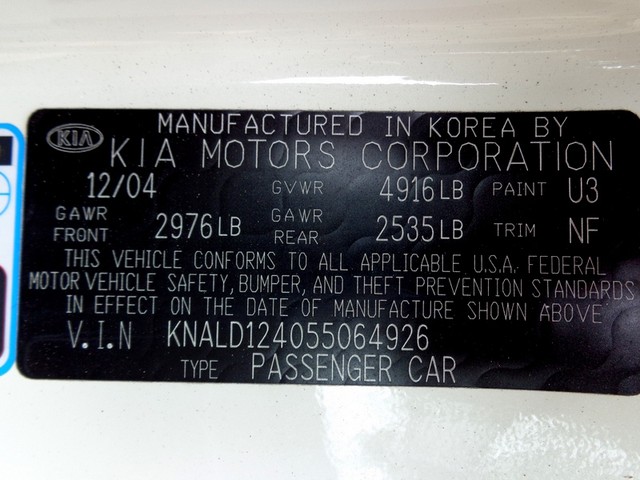 MANUFACTURED IN KOREA BY
KIA KIA MOTORS CORPORATION
12/04 GVWR 4916LB PAINT U3
GAWR FRONT 2976LB GAWR REAR 2535LB TRIM NF
THIS VEHICLE CONFORMS TO ALL APPLICABLE U.S.A. FEDERAL
MOTOR VEHICLE SAFETY, BUMPER, AND THEFT PREVENTION STANDARDS
IN EFFECT ON THE DATE OF MANUFACTURE SHOWN ABOVE
V.I.N KNALD124055064926
TYPE PASSENGER CAR